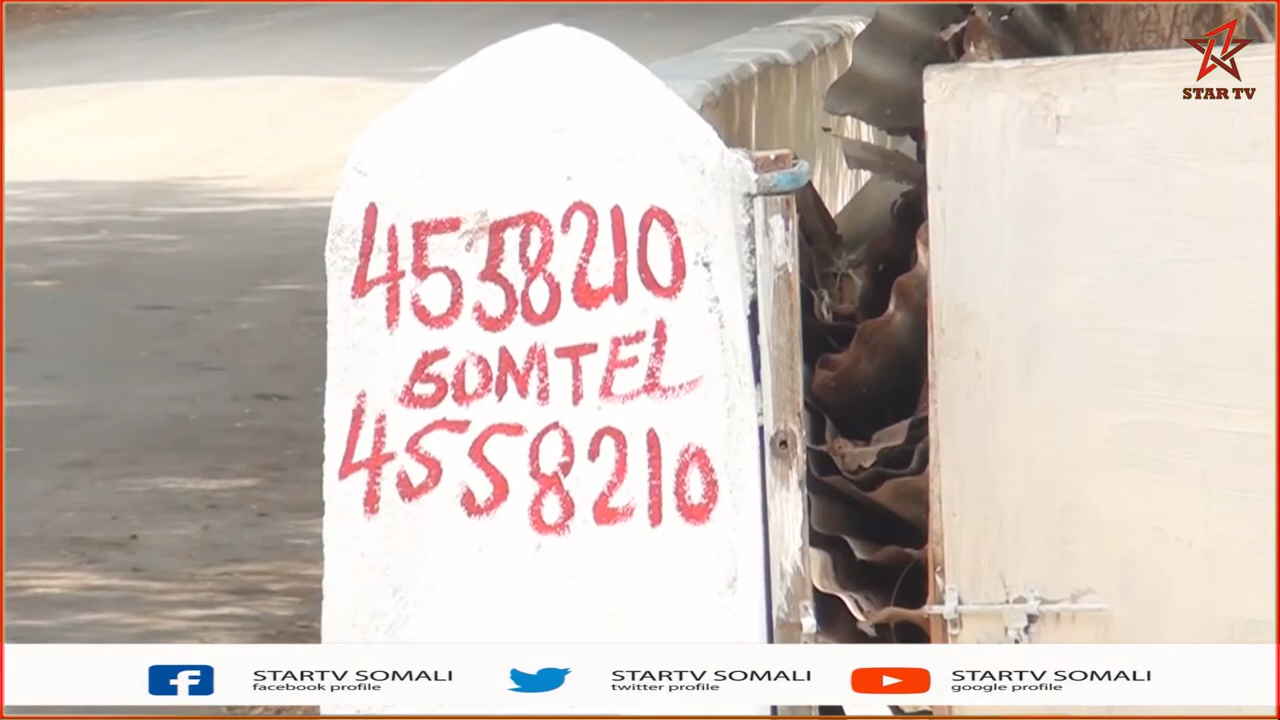 STAR TV
4558210
SOMTEL
4558210
STARTV SOMALI
facebook profile
STARTV SOMALI
twitter profile
STARTV SOMALI
google profile